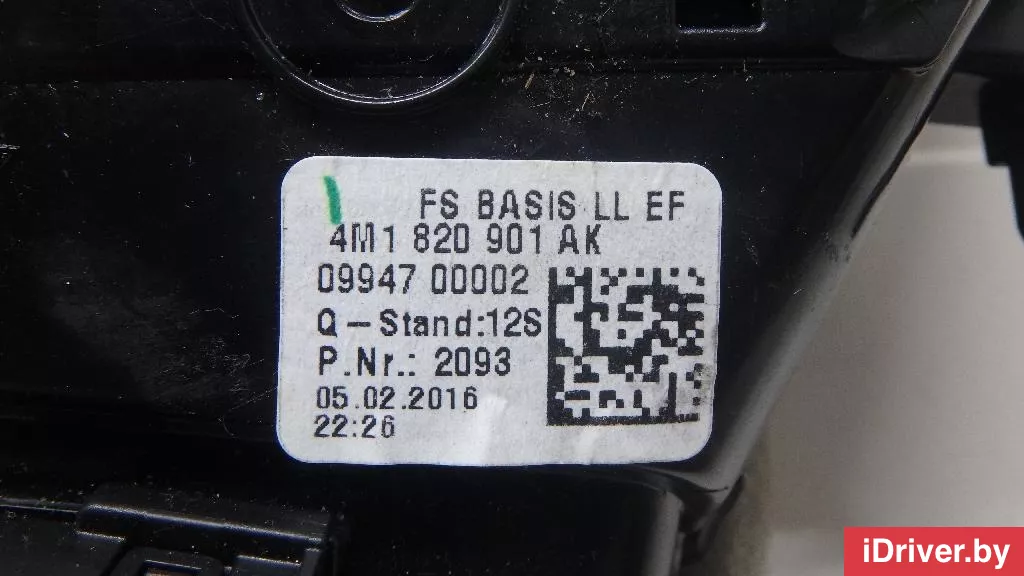 FS BASIS LL EF
4M1 820 901 AK
09947 00002
Q – Stand:12S
P.Nr.: 2093
05.02.2016
22:26
iDriver.by